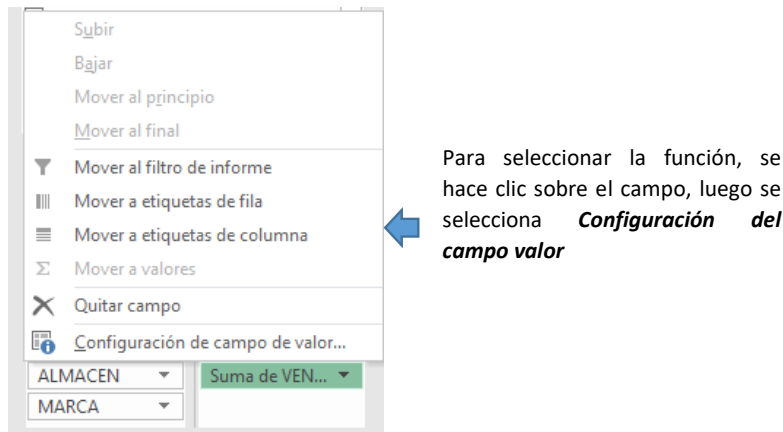 Subir
Bajar
Mover al principio
Mover al final
Mover al filtro de informe
Mover a etiquetas de fila
Mover a etiquetas de columna
Σ Mover a valores
Quitar campo
Configuración de campo de valor...
ALMACEN
Suma de VEN...
MARCA
Para seleccionar la función, se
hace clic sobre el campo, luego se
selecciona Configuración del
campo valor